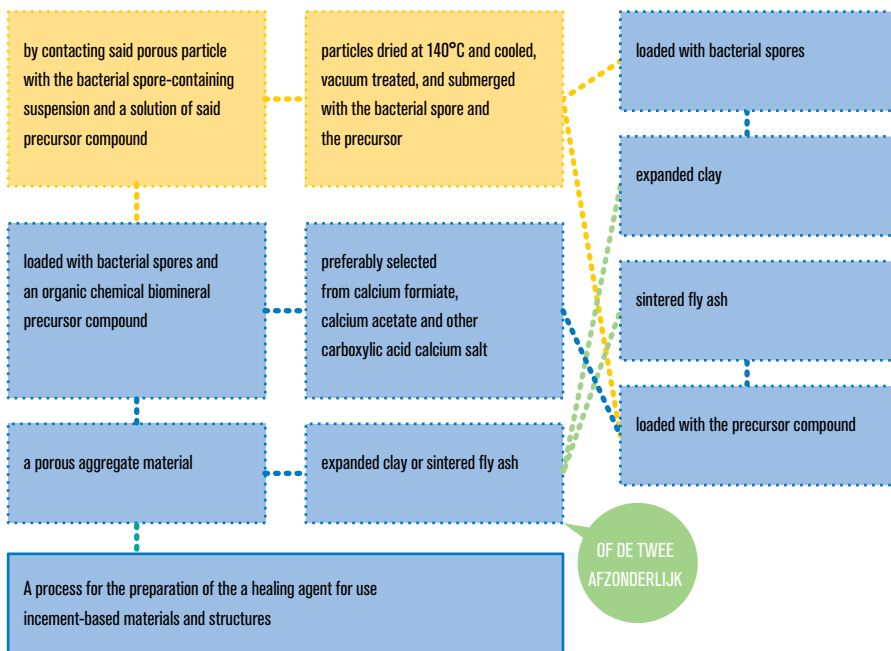 by contacting said porous particle
with the bacterial spore-containing
suspension and a solution of said
precursor compound
particles dried at 140°C and cooled,
vacuum treated, and submerged
with the bacterial spore and
the precursor
loaded with bacterial spores
expanded clay
loaded with bacterial spores and
an organic chemical biomineral
precursor compound
preferably selected
from calcium formiate,
calcium acetate and other
carboxylic acid calcium salt
sintered fly ash
loaded with the precursor compound
a porous aggregate material
expanded clay or sintered fly ash
OF DE TWEE
AFZONDERLIJK
A process for the preparation of the a healing agent for use
incement-based materials and structures